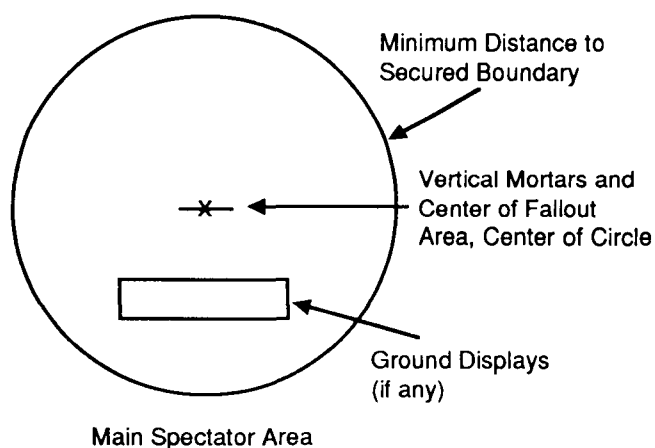 Minimum Distance to
Secured Boundary
Vertical Mortars and
Center of Fallout
Area, Center of Circle
Ground Displays
(if any)
Main Spectator Area